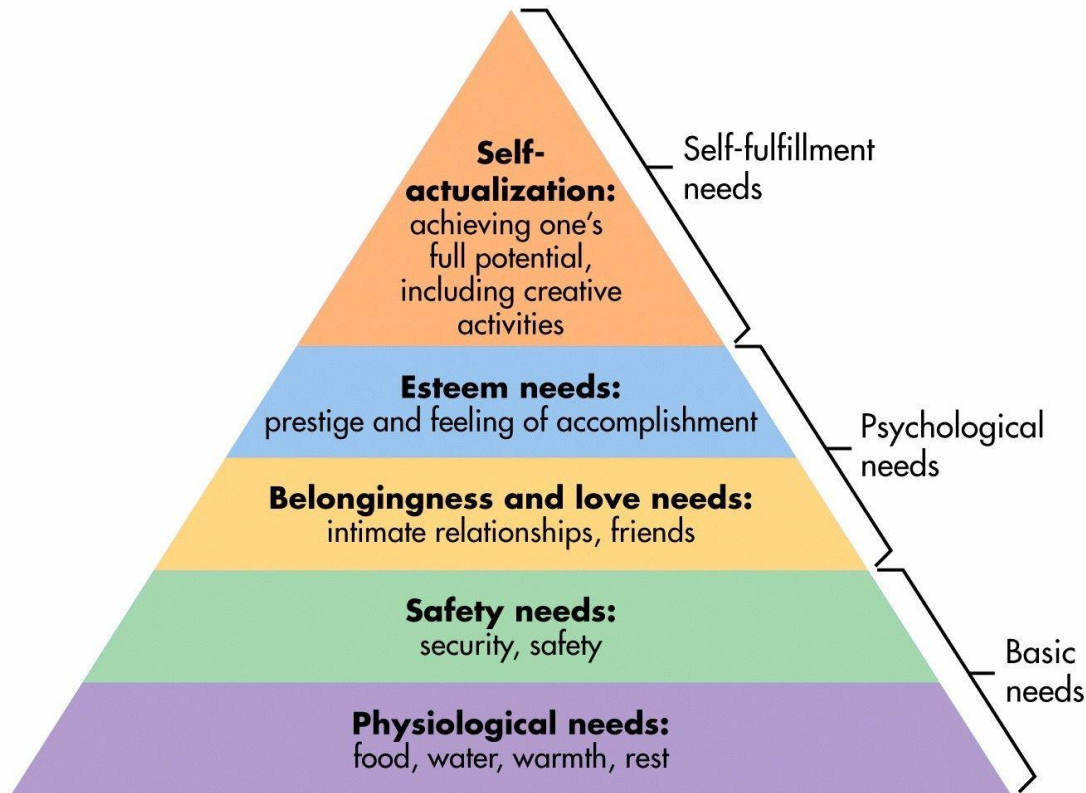 Self-
actualization:
achieving one's
full potential,
including creative
activities
Self-fulfillment
needs
Esteem needs:
prestige and feeling of accomplishment
Psychological
needs
Belongingness and love needs:
intimate relationships, friends
Safety needs:
security, safety
Basic
needs
Physiological needs:
food, water, warmth, rest